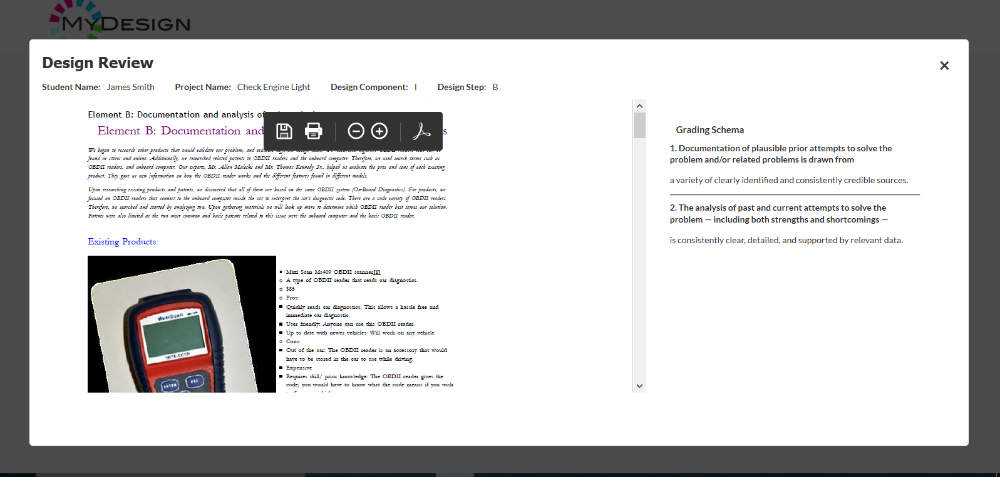 MYDESIGN
Design Review
Student Name: James Smith Project Name: Check Engine Light Design Component: I Design Step: B
Element B: Documentation and analysis of
Element B: Documentation and s
We began to research other products that would validate our problem, and evaluate different design ideas. We researched different OBDII readers that can be
found in stores and online. Additionally, we researched related patents to OBDII readers and the onboard computer. Therefore, we used search terms such as
OBDII readers, and onboard computer. Our experts, Mr. Allan Malecki and Mr. Thomas Kennedy Sr., helped us evaluate the pros and cons of each existing
product. They gave us new information on how the OBDII reader works and the different features found in different models.
Upon researching existing products and patents, we discovered that all of them are based on the same OBDII system (On-Board Diagnostics). For products, we
focused on OBDII readers that connect to the onboard computer inside the car to interpret the car's diagnostic code. There are a wide variety of OBDII readers.
Therefore, we searched and started by analyzing two. Upon gathering materials we will look up more to determine which OBDII reader best serves our solution.
Patents were also limited as the two most common and basic patents related to this issue were the onboard computer and the basic OBDII reader.
Existing Products:
MaxiScan
ENTER
ESC
Maxi Scan Ms409 OBDII scanner[1]
A type of OBDII reader that reads car diagnostics.
$85
Pros:
Quickly reads car diagnostics: This allows a hassle free and
immediate car diagnostic.
User friendly: Anyone can use this OBDII reader.
Up to date with newer vehicles: Will work on any vehicle.
Cons:
Out of the car: The OBDII reader is an accessory that would
have to be stored in the car to use while driving.
Expensive
Requires skill/ prior knowledge: The OBDII reader gives the
code; you would have to know what the code means if you wish
Grading Schema
1. Documentation of plausible prior attempts to solve the
problem and/or related problems is drawn from
a variety of clearly identified and consistently credible sources.
2. The analysis of past and current attempts to solve the
problem — including both strengths and shortcomings —
is consistently clear, detailed, and supported by relevant data.